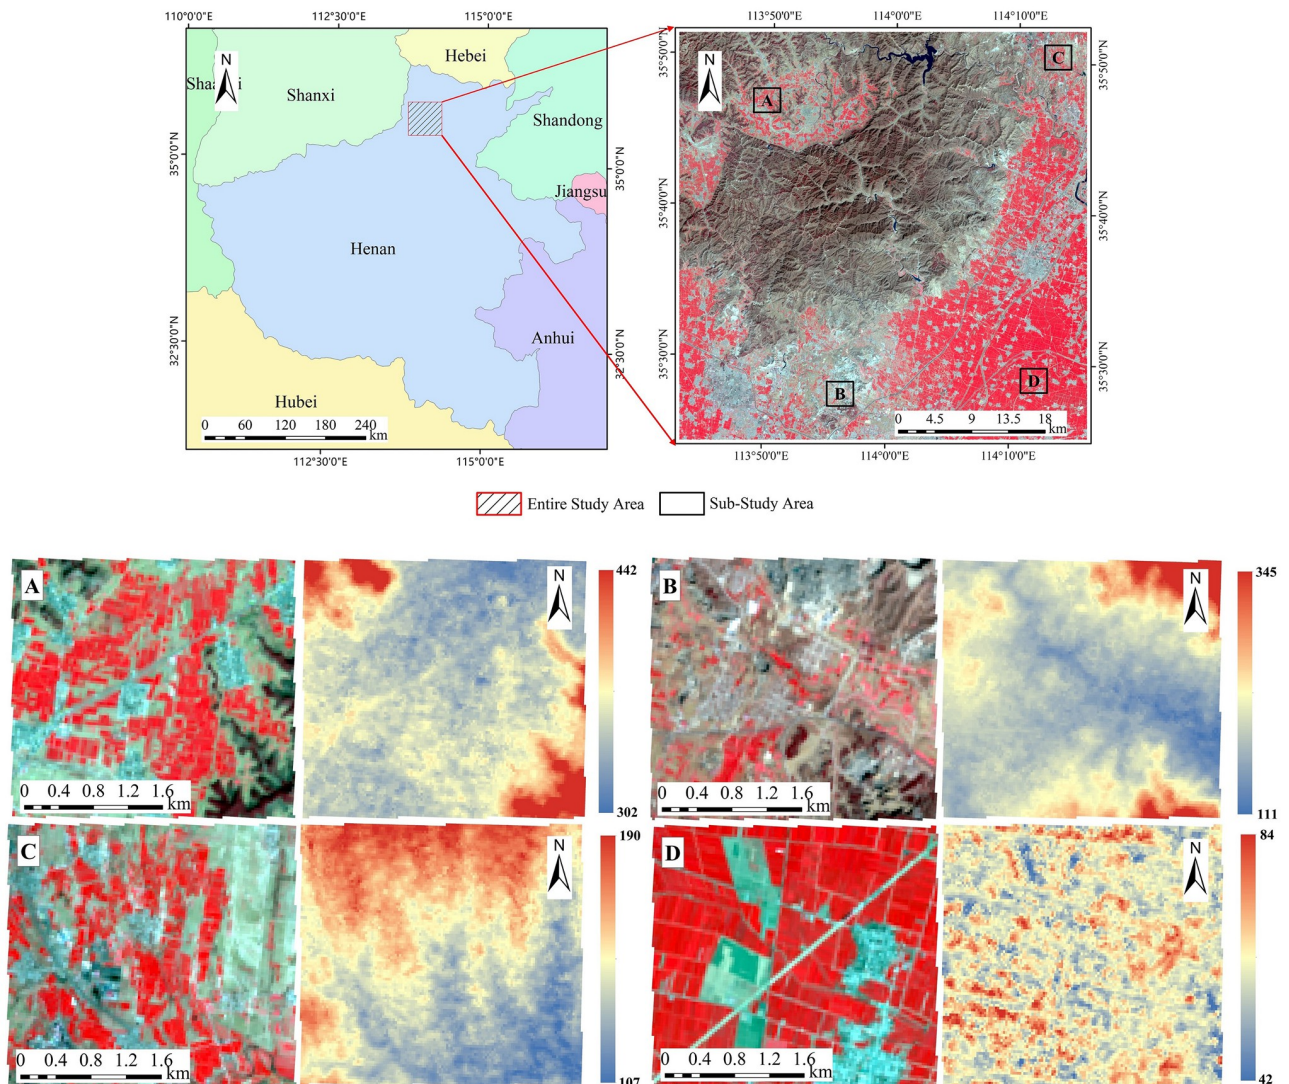 110°0'0"E 112°30'0"E 115°0'0"E
113°50'0"E 114°0'0"E 114°10'0"E
N
Hebei
Shanxi
Shandong
Jiangsu
Henan
Anhui
Hubei
35°0'0"N
32°30'0"N
35°0'0"N
32°30'0"N
0 60 120 180 240
km
112°30'0"E 115°0'0"E
N
A
B
C
D
35°50'0"N
35°40'0"N
35°30'0"N
35°50'0"N
35°40'0"N
35°30'0"N
0 4.5 9 13.5 18
km
113°50'0"E 114°0'0"E 114°10'0"E
Entire Study Area Sub-Study Area
A
0 0.4 0.8 1.2 1.6
km
N
442
302
B
0 0.4 0.8 1.2 1.6
km
N
345
111
C
0 0.4 0.8 1.2 1.6
km
N
190
107
D
0 0.4 0.8 1.2 1.6
km
N
84
42